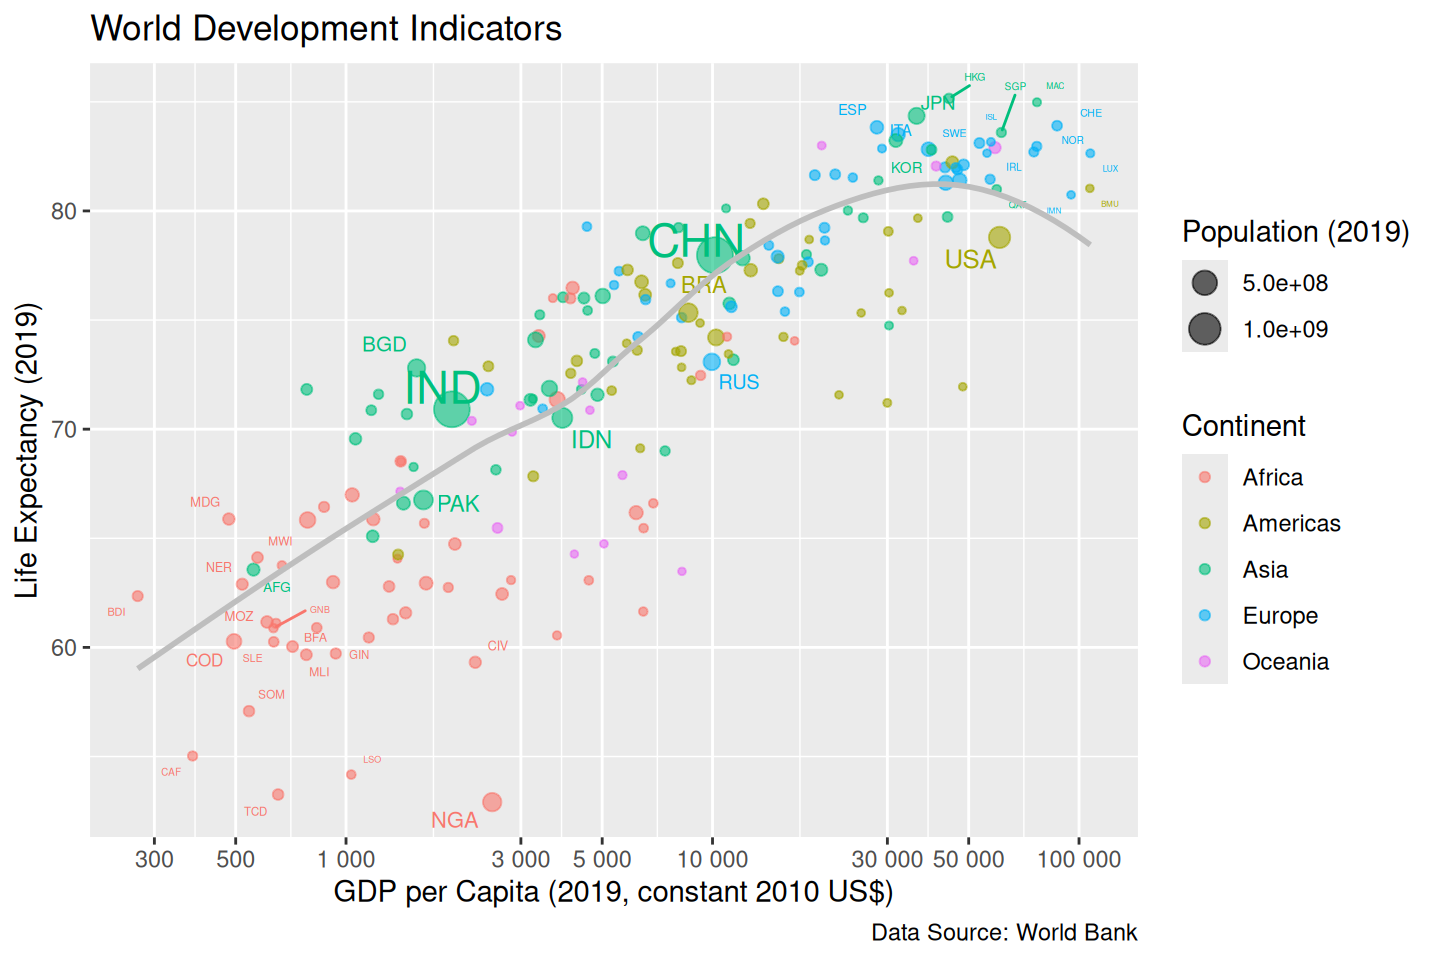 World Development Indicators
HKG
SGP
MAC
JPN
ESP
CHE
ISL
ITA
SWE
NOR
KOR
IRL
LUX
QAT
IMN
BMU
CHN
USA
BRA
BGD
IND
RUS
IDN
PAK
MDG
MWI
NER
AFG
BDI
MOZ
GNB
BFA
COD
SLE
GIN
CIV
MLI
SOM
CAF
LSO
TCD
NGA
80
70
60
Life Expectancy (2019)
300
500
1 000
3 000
5 000
10 000
30 000
50 000
100 000
GDP per Capita (2019, constant 2010 US$)
Population (2019)
5.0e+08
1.0e+09
Continent
Africa
Americas
Asia
Europe
Oceania
Data Source: World Bank